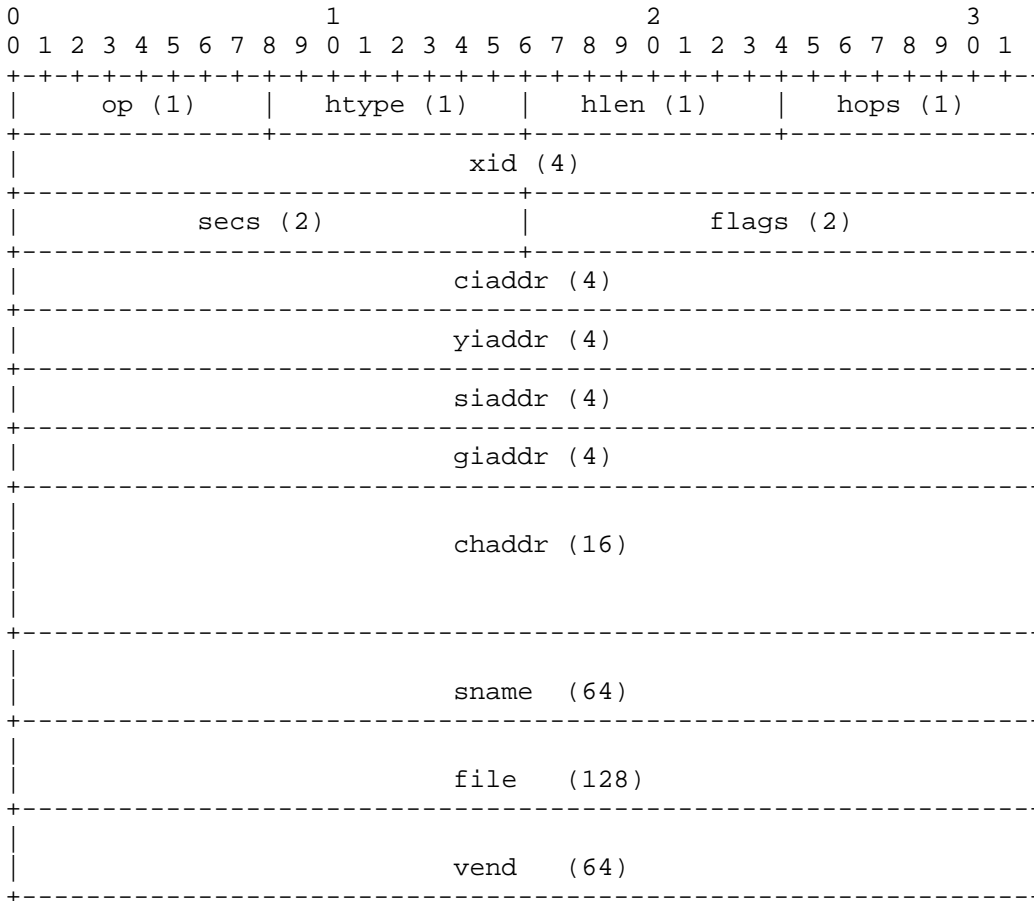 0                   1                   2                   3
0 1 2 3 4 5 6 7 8 9 0 1 2 3 4 5 6 7 8 9 0 1 2 3 4 5 6 7 8 9 0 1
+-+-+-+-+-+-+-+-+-+-+-+-+-+-+-+-+-+-+-+-+-+-+-+-+-+-+-+-+-+-+-+-
|     op (1)    |   htype (1)   |   hlen (1)    |   hops (1)
+---------------+---------------+---------------+----------------
|                            xid (4)
+-------------------------------+--------------------------------
|           secs (2)            |           flags (2)
+-------------------------------+--------------------------------
|                           ciaddr (4)
+----------------------------------------------------------------
|                           yiaddr (4)
+----------------------------------------------------------------
|                           siaddr (4)
+----------------------------------------------------------------
|                           giaddr (4)
+----------------------------------------------------------------
|
|                           chaddr (16)
|
|
+----------------------------------------------------------------
|
|                           sname  (64)
+----------------------------------------------------------------
|
|                           file   (128)
+----------------------------------------------------------------
|
|                           vend   (64)
+----------------------------------------------------------------